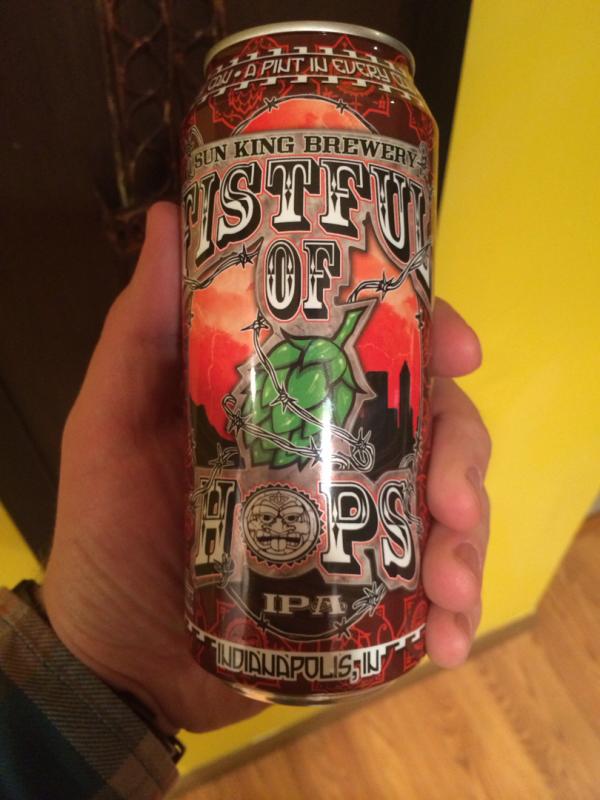 A PINT IN EVERY
SUN KING BREWERY
FISTFUL
OF
HOPS
IPA
INDIANAPOLIS, IN